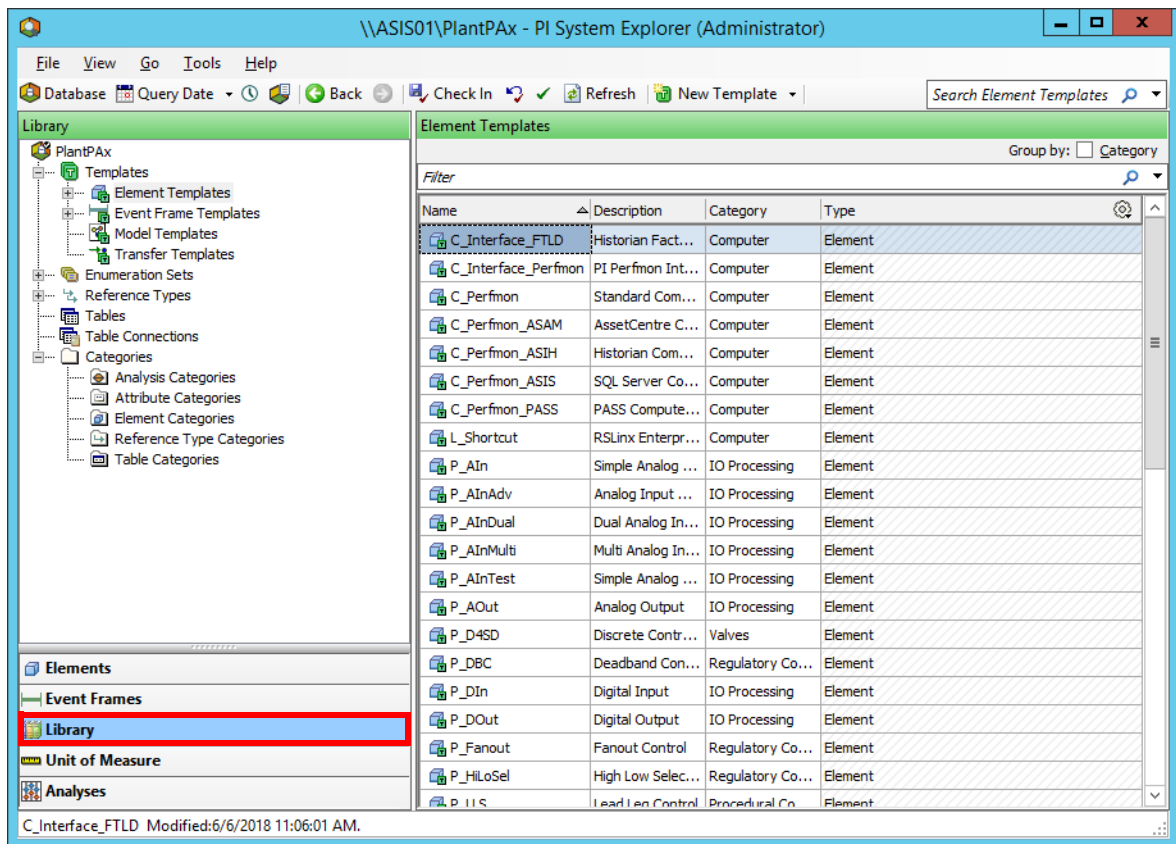 \\ASIS01\PlantPAx - PI System Explorer (Administrator)
File View Go Tools Help
Database Query Date Back Check In Refresh New Template Search Element Templates
Library
PlantPAx
Templates
Element Templates
Event Frame Templates
Model Templates
Transfer Templates
Enumeration Sets
Reference Types
Tables
Table Connections
Categories
Analysis Categories
Attribute Categories
Element Categories
Reference Type Categories
Table Categories
Elements
Event Frames
Library
Unit of Measure
Analyses
Element Templates
Group by: Category
Filter
Name Description Category Type
C_Interface_FTLD Historian Fact... Computer Element
C_Interface_Perfmon PI Perfmon Int... Computer Element
C_Perfmon Standard Com... Computer Element
C_Perfmon_ASAM AssetCentre C... Computer Element
C_Perfmon_ASIH Historian Com... Computer Element
C_Perfmon_ASIS SQL Server Co... Computer Element
C_Perfmon_PASS PASS Compute... Computer Element
L_Shortcut RSLinx Enterpr... Computer Element
P_AIn Simple Analog ... IO Processing Element
P_AInAdv Analog Input ... IO Processing Element
P_AInDual Dual Analog In... IO Processing Element
P_AInMulti Multi Analog In... IO Processing Element
P_AInTest Simple Analog ... IO Processing Element
P_AOut Analog Output IO Processing Element
P_D4SD Discrete Contr... Valves Element
P_DBC Deadband Con... Regulatory Co... Element
P_DIn Digital Input IO Processing Element
P_DOut Digital Output IO Processing Element
P_Fanout Fanout Control Regulatory Co... Element
P_HiLoSel High Low Selec... Regulatory Co... Element
Lead Leg Control Procedural Co... Element
C_Interface_FTLD Modified:6/6/2018 11:06:01 AM.